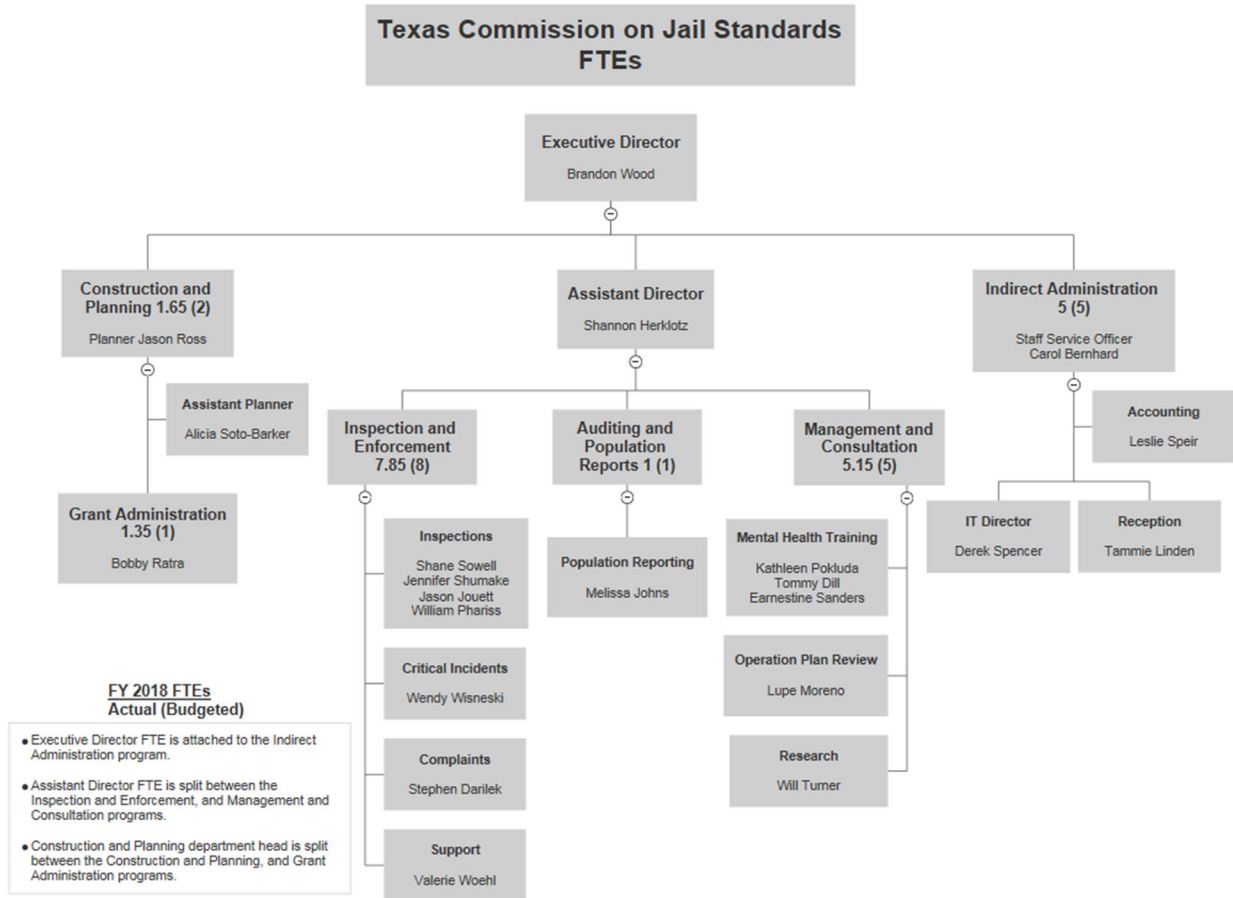 Texas Commission on Jail Standards
FTEs
Executive Director
Brandon Wood
Construction and
Planning 1.65 (2)
Planner Jason Ross
Assistant Planner
Alicia Soto-Barker
Grant Administration
1.35 (1)
Bobby Ratra
Assistant Director
Shannon Herklotz
Inspection and
Enforcement
7.85 (8)
Inspections
Shane Sowell
Jennifer Shumake
Jason Jouett
William Phariss
Critical Incidents
Wendy Wisneski
Complaints
Stephen Darilek
Support
Valerie Woehl
Auditing and
Population
Reports 1 (1)
Population Reporting
Melissa Johns
Management and
Consultation
5.15 (5)
Mental Health Training
Kathleen Pokluda
Tommy Dill
Earnestine Sanders
Operation Plan Review
Lupe Moreno
Research
Will Turner
Indirect Administration
5 (5)
Staff Service Officer
Carol Bernhard
Accounting
Leslie Speir
IT Director
Derek Spencer
Reception
Tammie Linden
FY 2018 FTEs
Actual (Budgeted)
● Executive Director FTE is attached to the Indirect
Administration program.
● Assistant Director FTE is split between the
Inspection and Enforcement, and Management and
Consultation programs.
● Construction and Planning department head is split
between the Construction and Planning, and Grant
Administration programs.